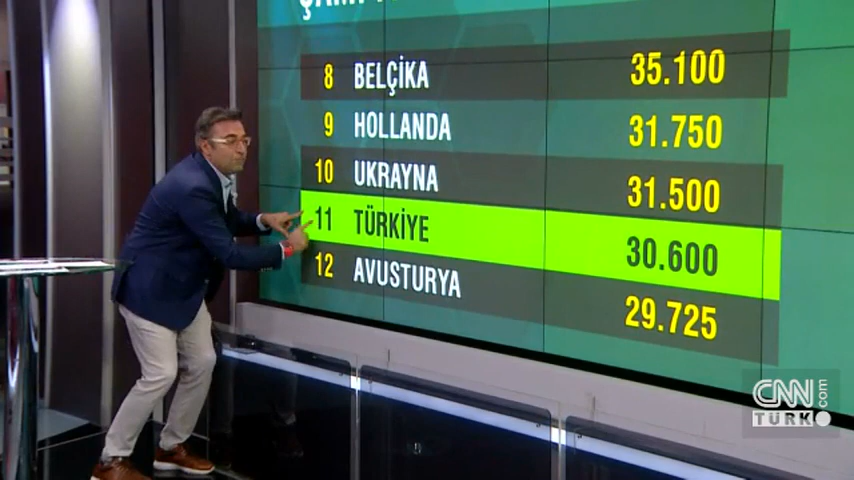 8 BELÇİKA 35.100
9 HOLLANDA 31.750
10 UKRAYNA 31.500
11 TÜRKİYE 30.600
12 AVUSTURYA 29.725
CNN
TÜRK
.com